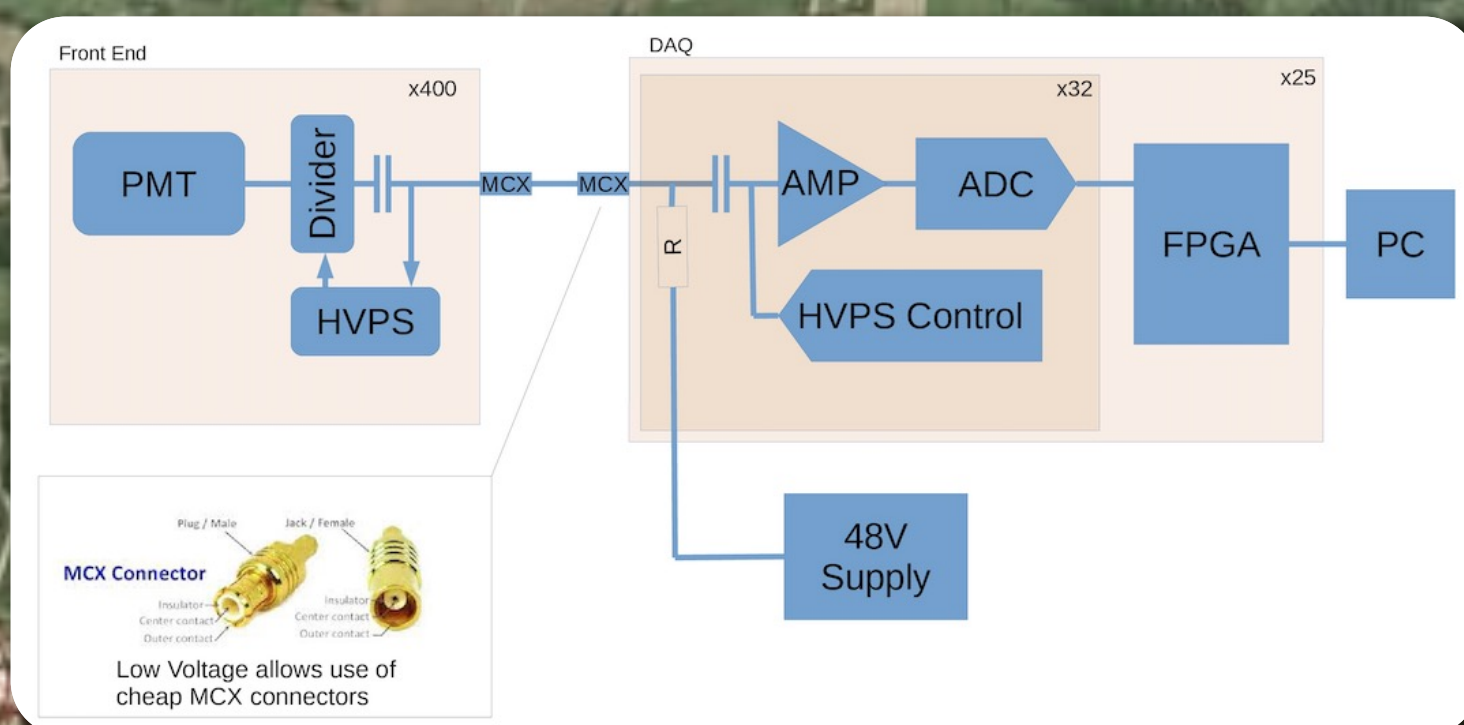 Front End
x400
PMT
Divider
HVPS
MCX
MCX
DAQ
x32
x25
R
AMP
ADC
HVPS Control
FPGA
PC
48V
Supply
Plug / Male
Jack / Female
MCX Connector
Insulator
Center contact
Outer contact
Insulator
Center contact
Outer contact
Low Voltage allows use of
cheap MCX connectors